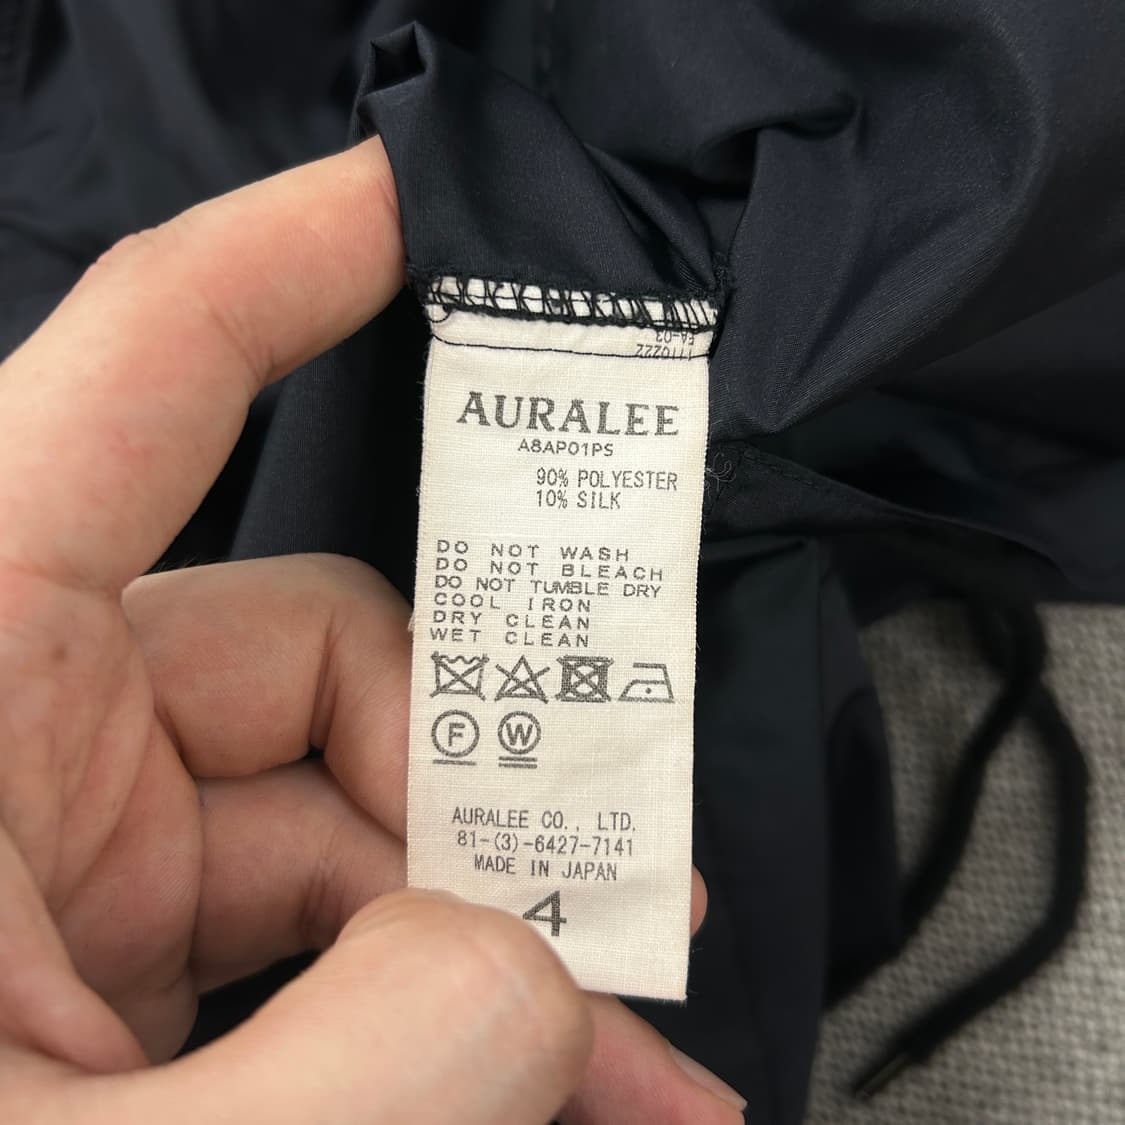 AURALEE
A8AP01PS
90% POLYESTER
10% SILK
DO NOT WASH
DO NOT BLEACH
DO NOT TUMBLE DRY
COOL IRON
DRY CLEAN
WET CLEAN
F W
AURALEE CO., LTD.
81-(3)-6427-7141
MADE IN JAPAN
4